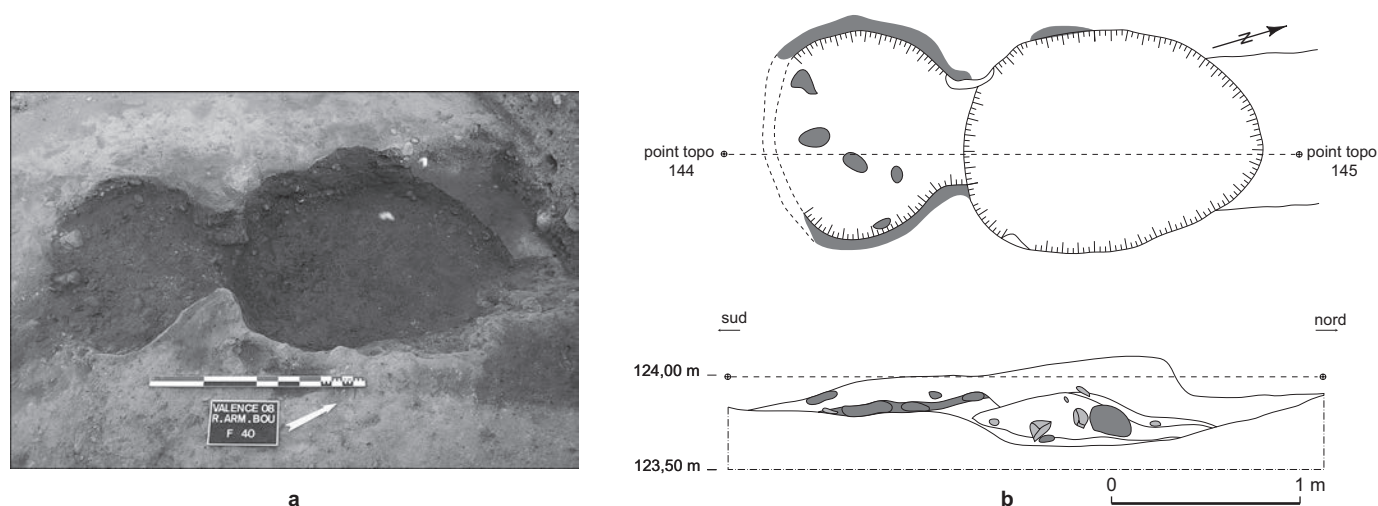 VALENCE 08
R.ARM.BOU
F 40
a
N
point topo
144
point topo
145
sud
nord
124,00 m
123,50 m
0
1 m
b